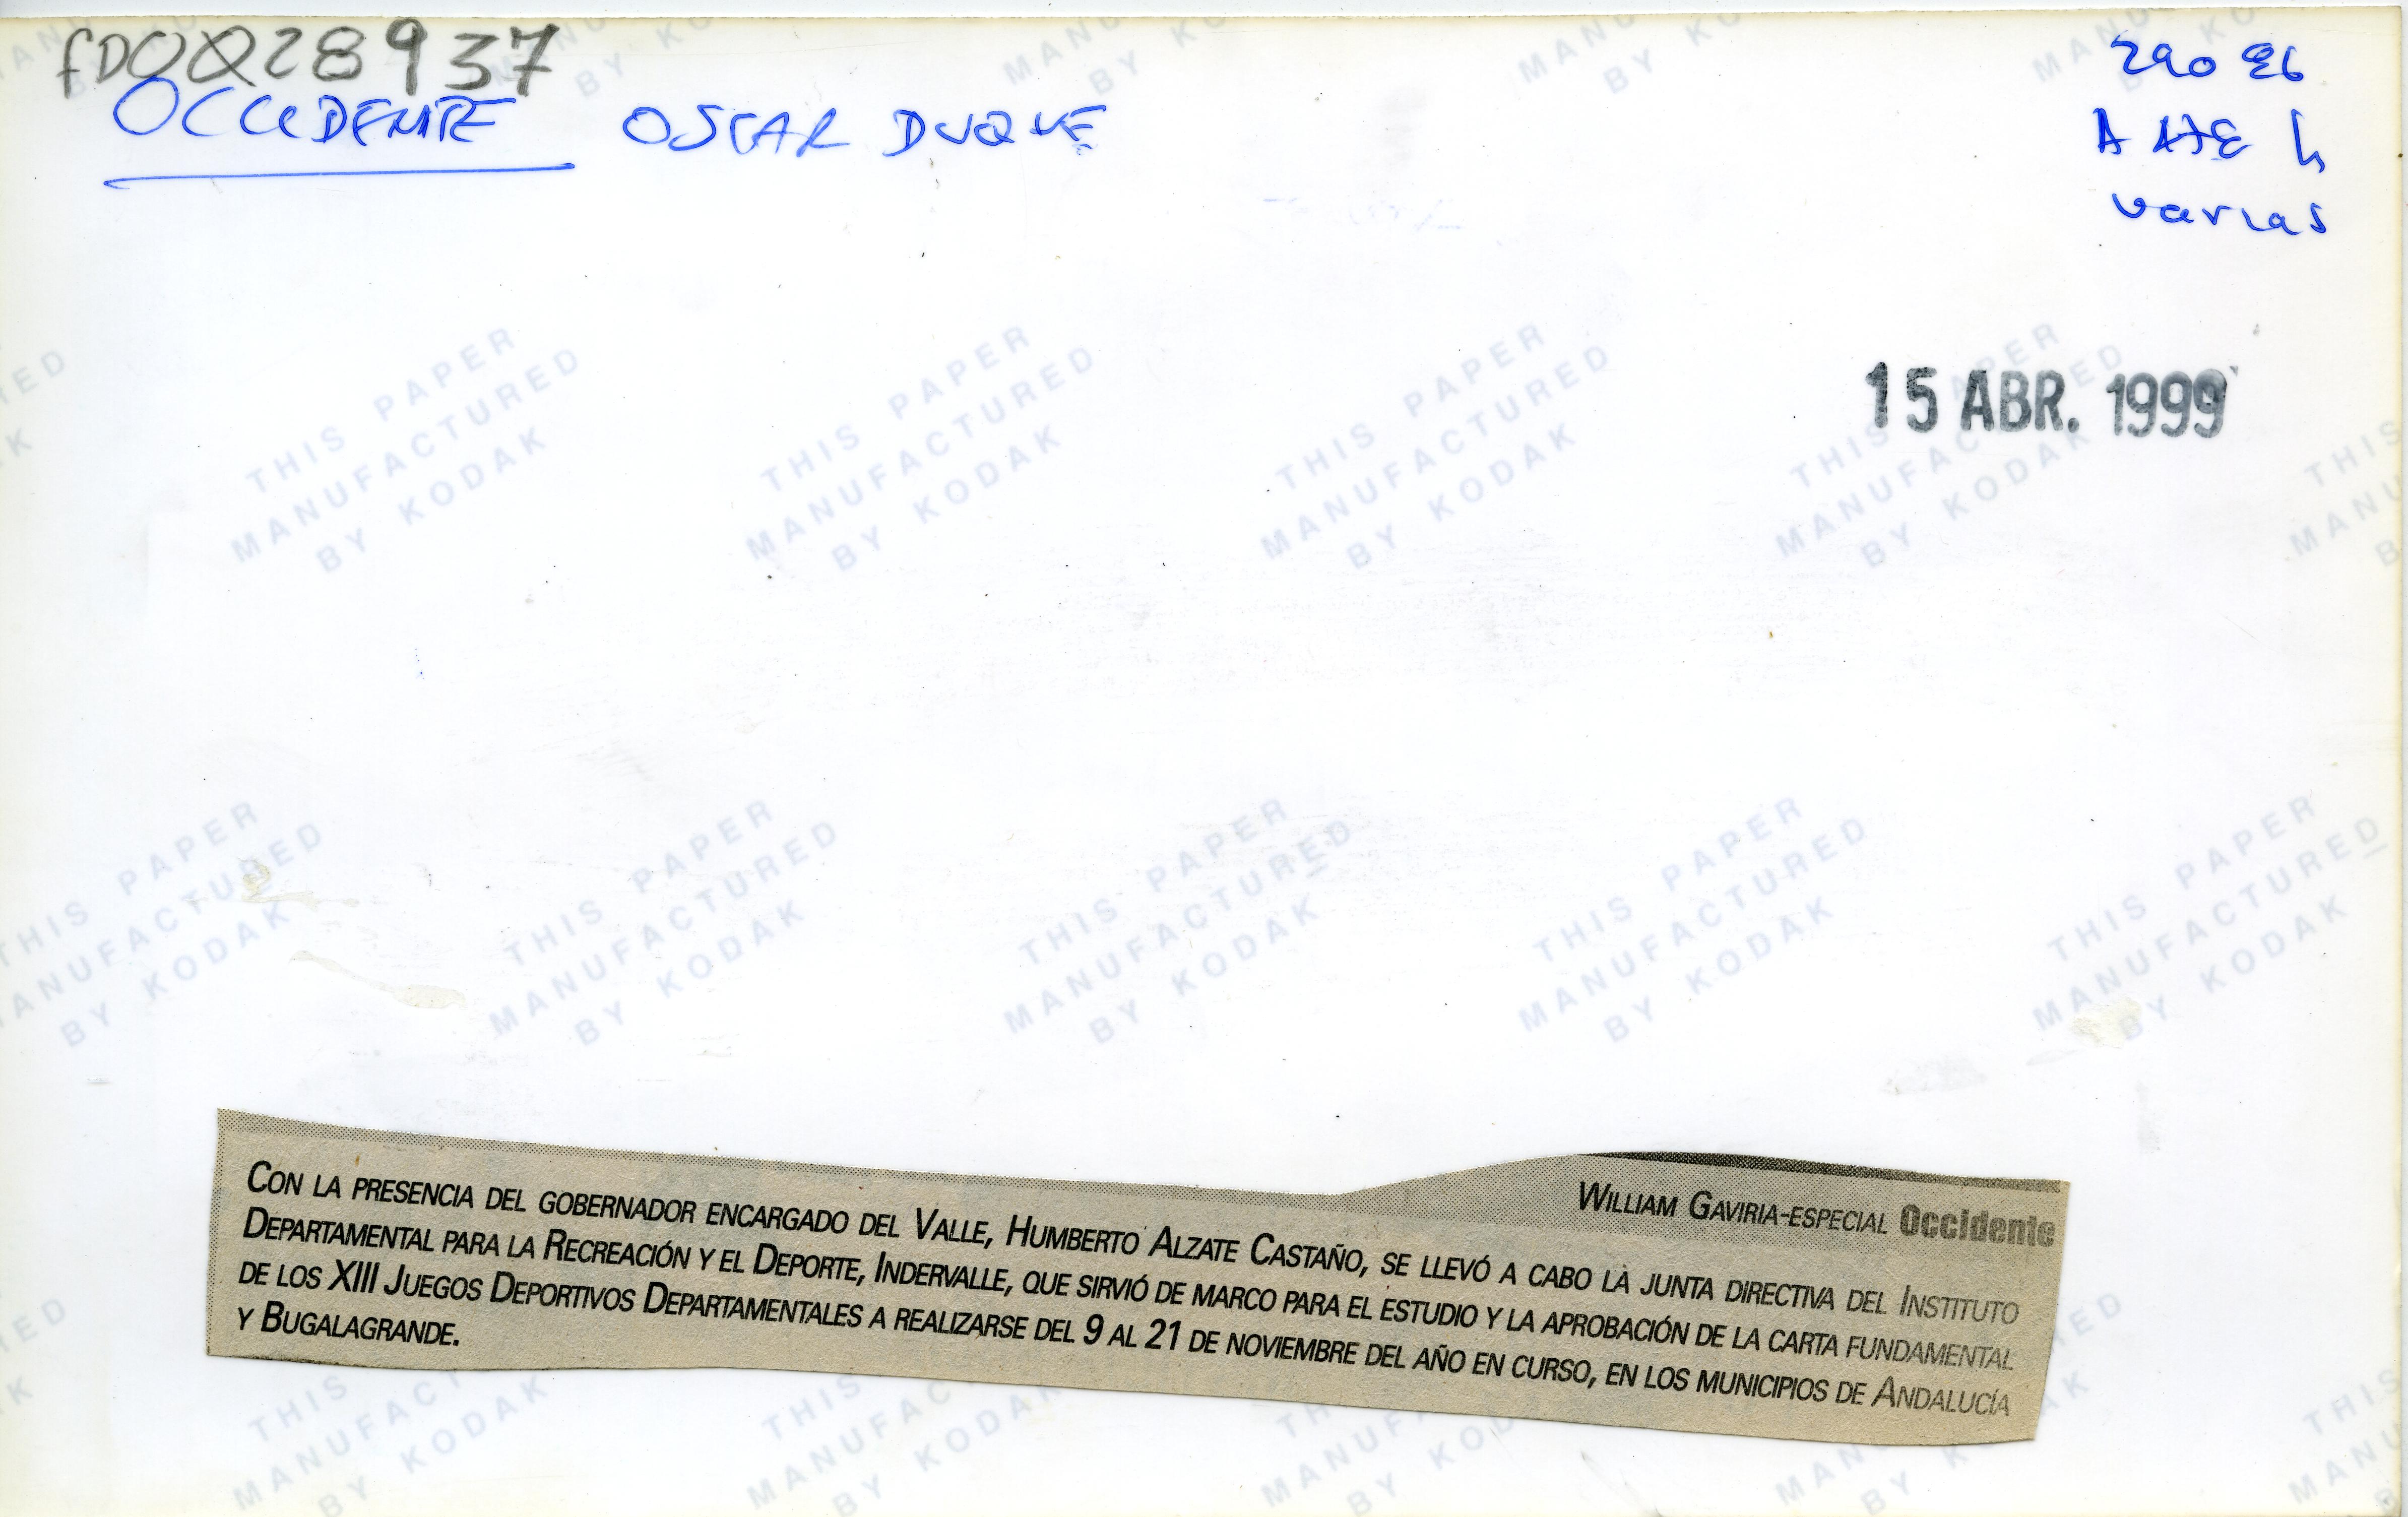 fDOQ28937
OCCIDENTE OSCAR DUQUE
varias
15 ABR. 1999
THIS PAPER
MANUFACTURED
BY KODAK
WILLIAM GAVIRIA-ESPECIAL Occidente
CON LA PRESENCIA DEL GOBERNADOR ENCARGADO DEL VALLE, HUMBERTO ALZATE CASTAÑO, SE LLEVÓ A CABO LA JUNTA DIRECTIVA DEL INSTITUTO
DEPARTAMENTAL PARA LA RECREACIÓN Y EL DEPORTE, INDERVALLE, QUE SIRVIÓ DE MARCO PARA EL ESTUDIO Y LA APROBACIÓN DE LA CARTA FUNDAMENTAL
DE LOS XIII JUEGOS DEPORTIVOS DEPARTAMENTALES A REALIZARSE DEL 9 AL 21 DE NOVIEMBRE DEL AÑO EN CURSO, EN LOS MUNICIPIOS DE ANDALUCÍA
Y BUGALAGRANDE.